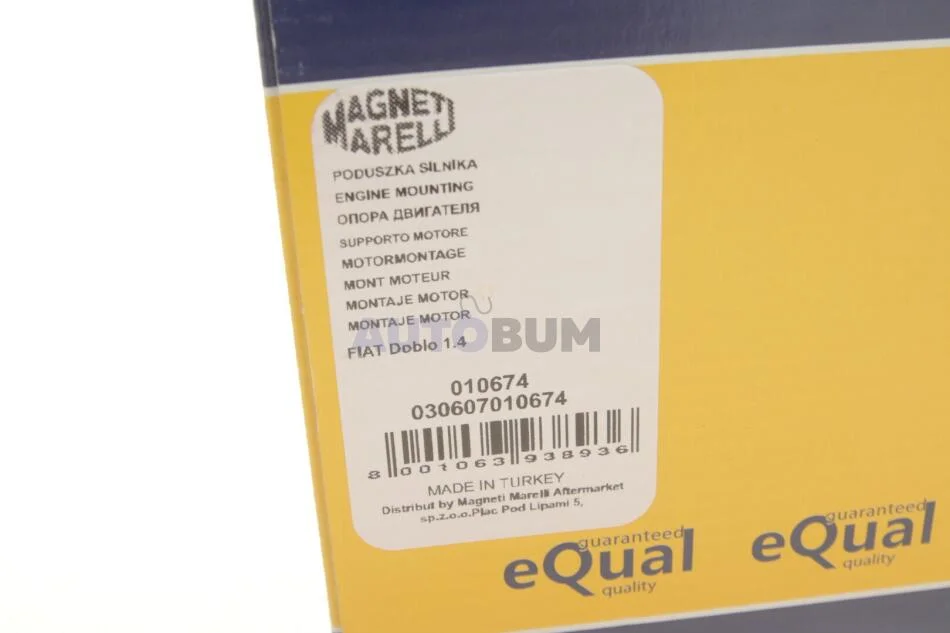 MAGNETI
MARELLI
PODUSZKA SILNIKA
ENGINE MOUNTING
ОПОРА ДВИГАТЕЛЯ
SUPPORTO MOTORE
MOTORMONTAGE
MONT MOTEUR
MONTAJE MOTOR
MONTAJE MOTOR
AUTOBUM
FIAT Doblo 1.4
010674
030607010674
8 001063 938936
MADE IN TURKEY
Distribut by Magneti Marelli Aftermarket
sp.z.o.o.Plac Pod Lipami 5,
guaranteed
eQual
quality
guaranteed
eQual
quality